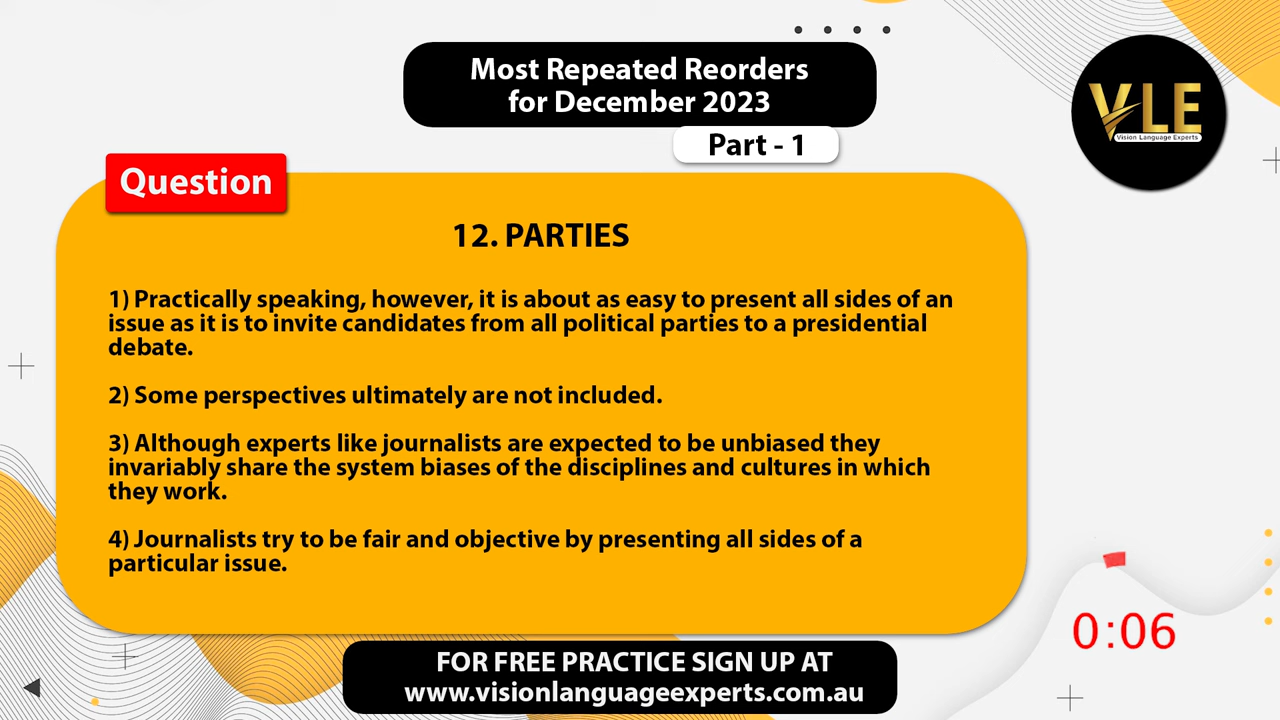 Most Repeated Reorders
for December 2023
Part - 1
VLE
Vision Language Experts
Question
12. PARTIES
1) Practically speaking, however, it is about as easy to present all sides of an
issue as it is to invite candidates from all political parties to a presidential
debate.
2) Some perspectives ultimately are not included.
3) Although experts like journalists are expected to be unbiased they
invariably share the system biases of the disciplines and cultures in which
they work.
4) Journalists try to be fair and objective by presenting all sides of a
particular issue.
0:06
FOR FREE PRACTICE SIGN UP AT
www.visionlanguageexperts.com.au